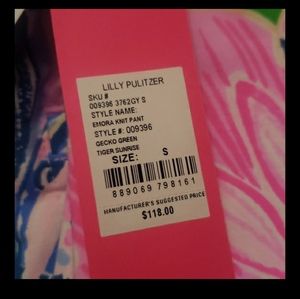 LILLY PULITZER
SKU #
009396 3762GY S
STYLE NAME:
EMORA KNIT PANT
STYLE #: 009396
GECKO GREEN
TIGER SUNRISE
SIZE: S
889069 798161
MANUFACTURER'S SUGGESTED PRICE
$118.00